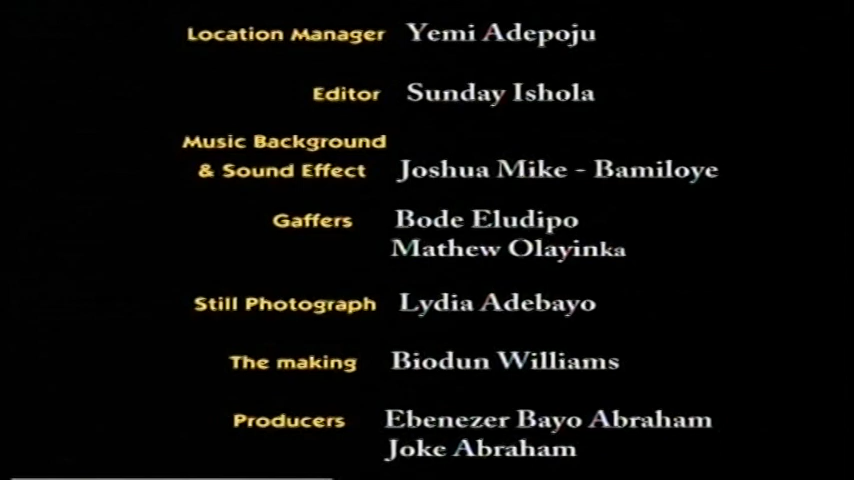 Location Manager Yemi Adepoju
Editor Sunday Ishola
Music Background
& Sound Effect Joshua Mike - Bamiloye
Gaffers Bode Eludipo
Mathew Olayinka
Still Photograph Lydia Adebayo
The making Biodun Williams
Producers Ebenezer Bayo Abraham
Joke Abraham